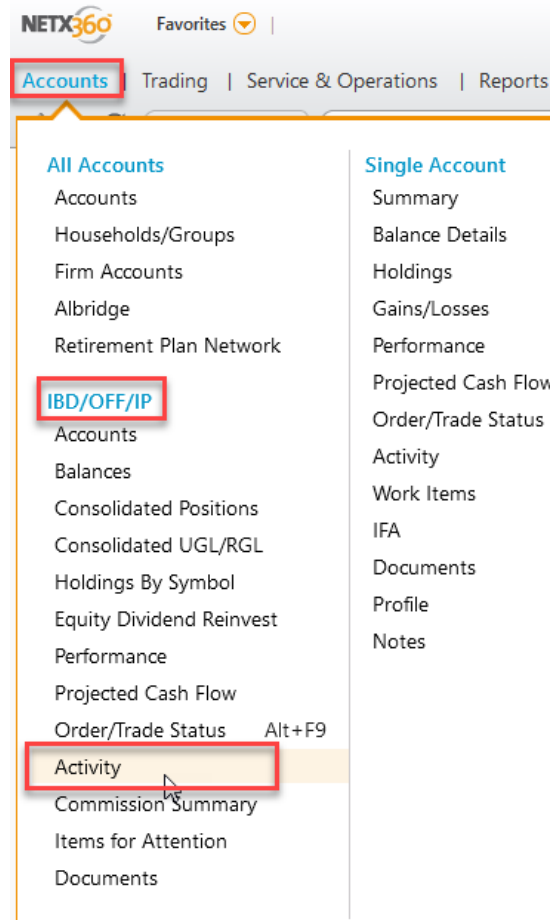 NETX360
Favorites
Accounts | Trading | Service & Operations | Reports
All Accounts
Accounts
Households/Groups
Firm Accounts
Albridge
Retirement Plan Network
IBD/OFF/IP
Accounts
Balances
Consolidated Positions
Consolidated UGL/RGL
Holdings By Symbol
Equity Dividend Reinvest
Performance
Projected Cash Flow
Order/Trade Status Alt+F9
Activity
Commission Summary
Items for Attention
Documents
Single Account
Summary
Balance Details
Holdings
Gains/Losses
Performance
Projected Cash Flow
Order/Trade Status
Activity
Work Items
IFA
Documents
Profile
Notes